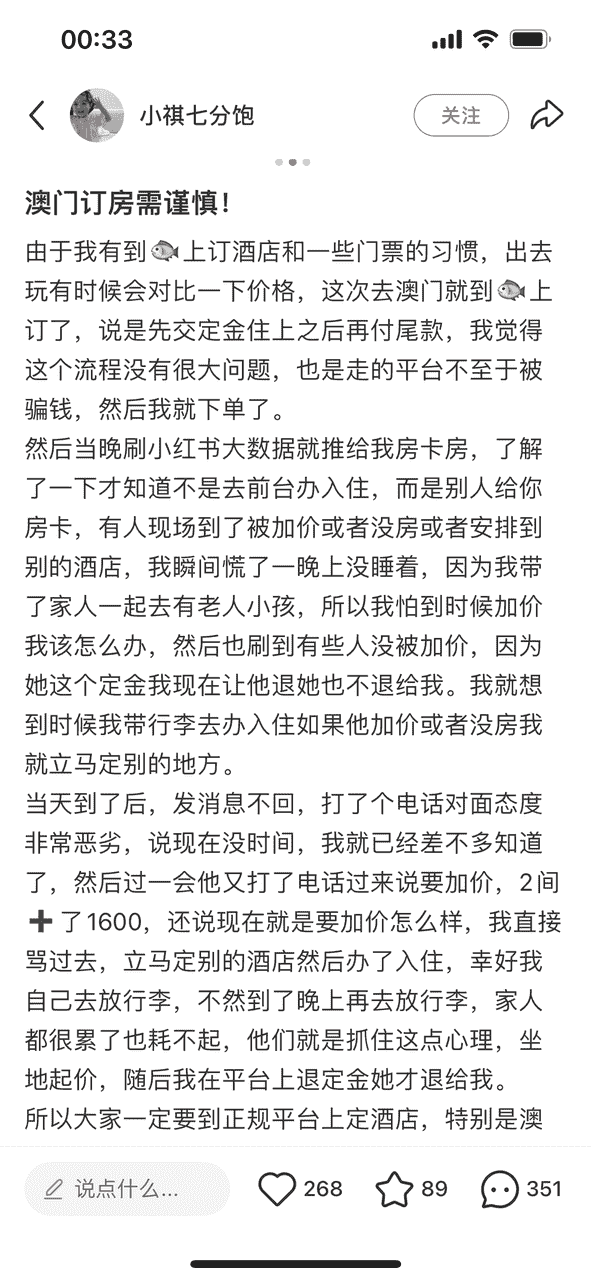 00:33
小祺七分饱
关注
澳门订房需谨慎！
由于我有到🐟上订酒店和一些门票的习惯，出去
玩有时候会对比一下价格，这次去澳门就到🐟上
订了，说是先交定金住上之后再付尾款，我觉得
这个流程没有很大问题，也是走的平台不至于被
骗钱，然后我就下单了。
然后当晚刷小红书大数据就推给我房卡房，了解
了一下才知道不是去前台办入住，而是别人给你
房卡，有人现场到了被加价或者没房或者安排到
别的酒店，我瞬间慌了一晚上没睡着，因为我带
了家人一起去有老人小孩，所以我怕到时候加价
我该怎么办，然后也刷到有些人没被加价，因为
她这个定金我现在让他退她也不退给我。我就想
到时候我带行李去办入住如果他加价或者没房我
就立马定别的地方。
当天到了后，发消息不回，打了个电话对面态度
非常恶劣，说现在没时间，我就已经差不多知道
了，然后过一会他又打了电话过来说要加价，2间
➕了1600，还说现在就是要加价怎么样，我直接
骂过去，立马定别的酒店然后办了入住，幸好我
自己去放行李，不然到了晚上再去放行李，家人
都很累了也耗不起，他们就是抓住这点心理，坐
地起价，随后我在平台上退定金她才退给我。
所以大家一定要到正规平台上定酒店，特别是澳
说点什么...
268
89
351